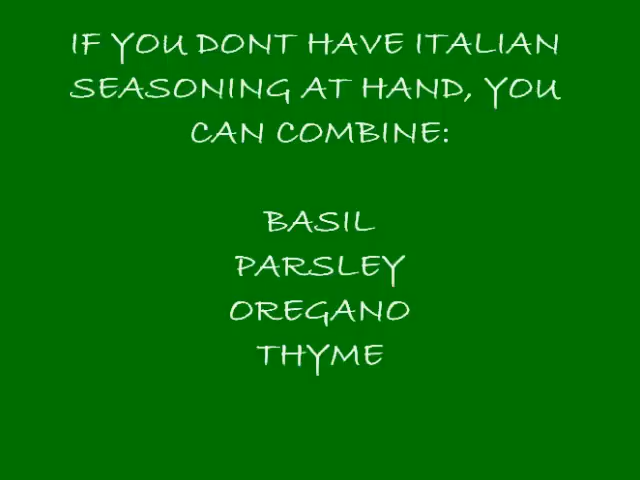 IF YOU DONT HAVE ITALIAN
SEASONING AT HAND, YOU
CAN COMBINE:
BASIL
PARSLEY
OREGANO
THYME